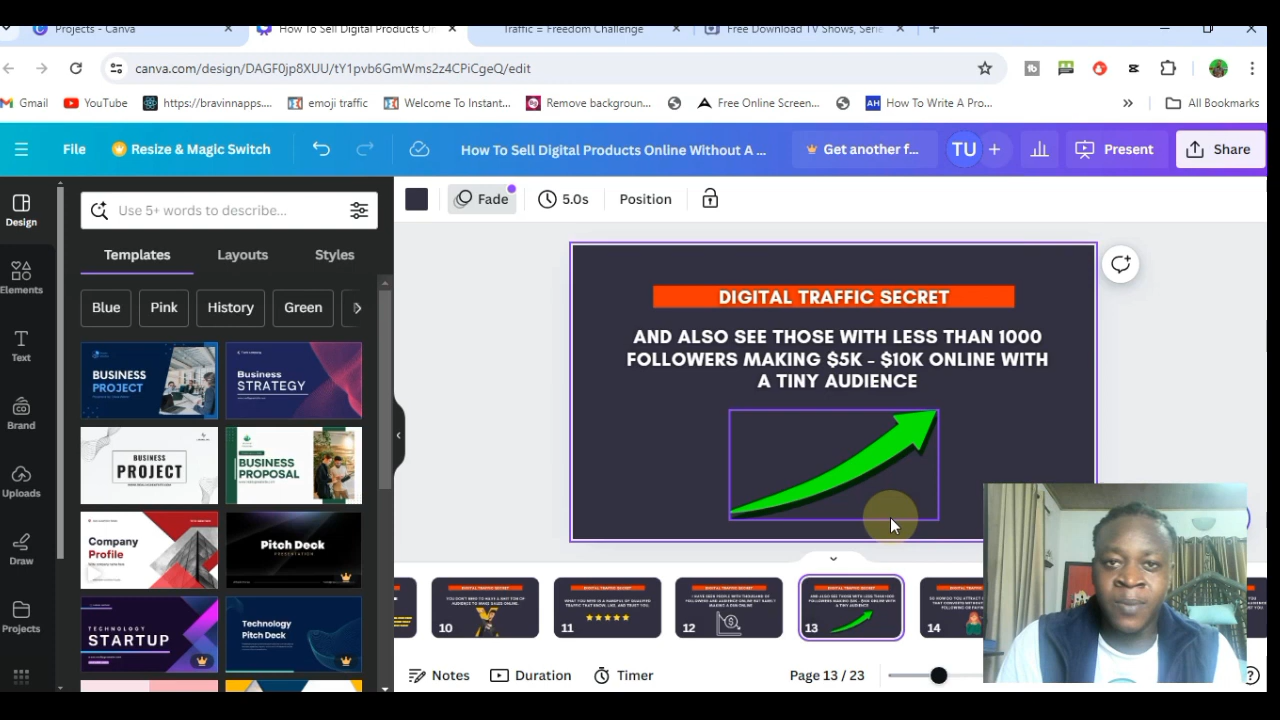 Projects - Canva
How To Sell Digital Products O
Traffic = Freedom Challenge
Free Download TV Shows, Serie
canva.com/design/DAGF0jp8XUU/tY1pvb6GmWms2z4CPiCgeQ/edit
Gmail
YouTube
https://bravinnapps....
emoji traffic
Welcome To Instant...
Remove backgroun...
Free Online Screen...
AH
How To Write A Pro...
All Bookmarks
File
Resize & Magic Switch
How To Sell Digital Products Online Without A ...
Get another f...
TU
Present
Share
Design
Elements
Text
Brand
Uploads
Draw
Projects
Use 5+ words to describe...
Templates
Layouts
Styles
Blue
Pink
History
Green
BUSINESS
PROJECT
Business
STRATEGY
BUSINESS
PROJECT
BUSINESS
PROPOSAL
Company
Profile
Pitch Deck
TECHNOLOGY
STARTUP
Technology
Pitch Deck
Fade
5.0s
Position
DIGITAL TRAFFIC SECRET
AND ALSO SEE THOSE WITH LESS THAN 1000
FOLLOWERS MAKING $5K - $10K ONLINE WITH
A TINY AUDIENCE
10
11
12
13
14
Notes
Duration
Timer
Page 13 / 23